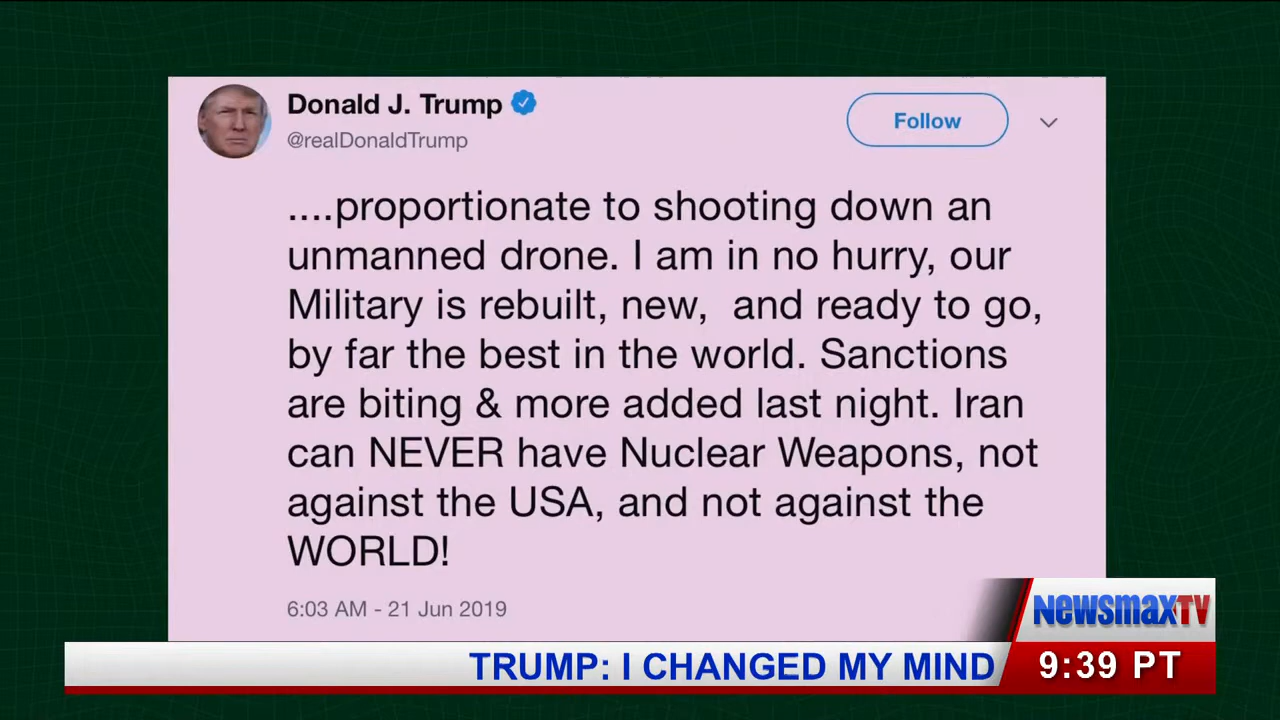 Donald J. Trump
@realDonaldTrump
Follow
....proportionate to shooting down an
unmanned drone. I am in no hurry, our
Military is rebuilt, new,  and ready to go,
by far the best in the world. Sanctions
are biting & more added last night. Iran
can NEVER have Nuclear Weapons, not
against the USA, and not against the
WORLD!
6:03 AM - 21 Jun 2019
NEWSMAXTV
TRUMP: I CHANGED MY MIND
9:39 PT